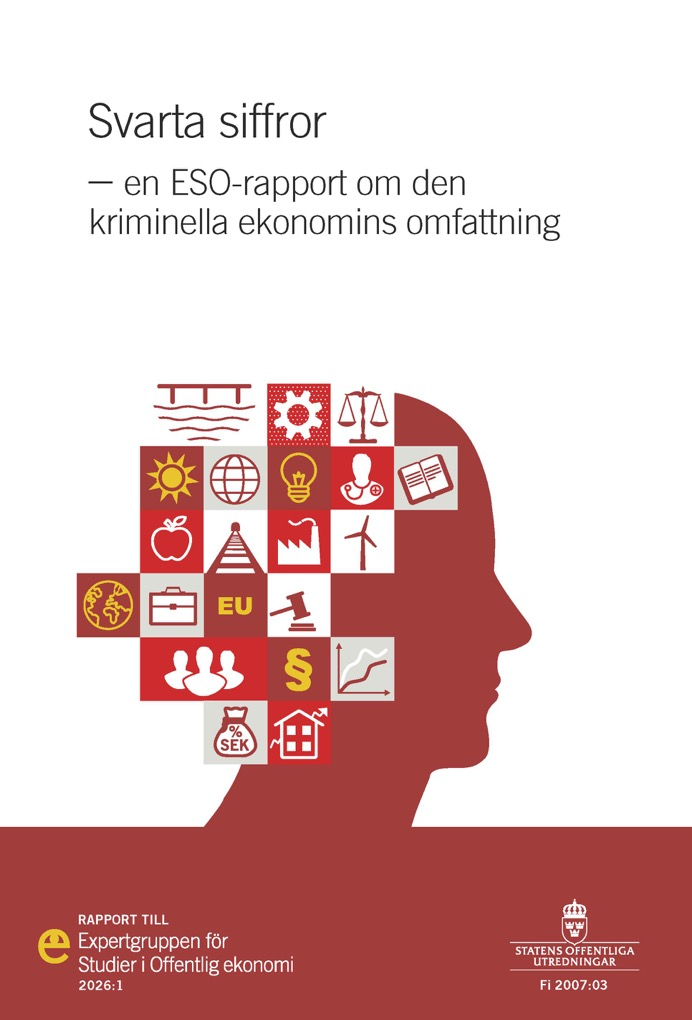 Svarta siffror
— en ESO-rapport om den
kriminella ekonomins omfattning
EU
§
%
SEK
RAPPORT TILL
Expertgruppen för
Studier i Offentlig ekonomi
2026:1
STATENS OFFENTLIGA
UTREDNINGAR
Fi 2007:03